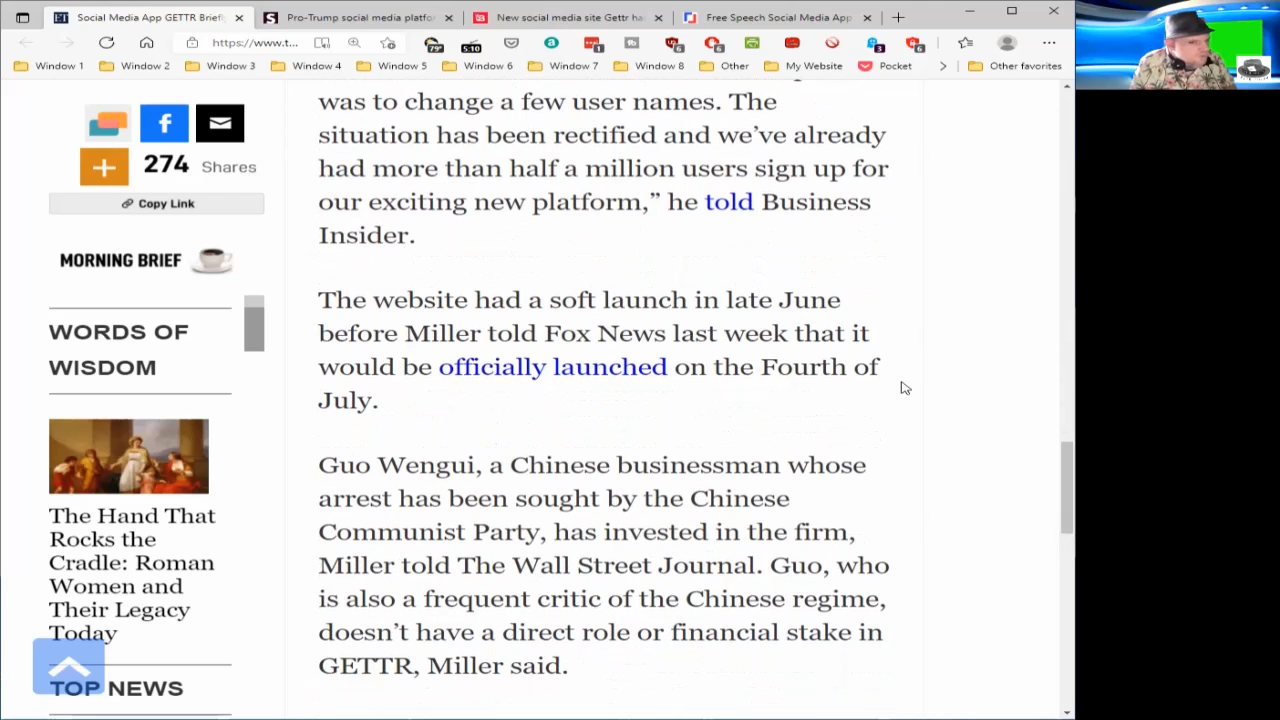 Social Media App GETTR Brief
Pro-Trump social media platfo
New social media site Gettr ha
Free Speech Social Media App
https://www.t...
79°
5:10
1
6
6
3
6
Window 1
Window 2
Window 3
Window 4
Window 5
Window 6
Window 7
Window 8
Other
My Website
Pocket
Other favorites
274 Shares
Copy Link
MORNING BRIEF
WORDS OF
WISDOM
The Hand That
Rocks the
Cradle: Roman
Women and
Their Legacy
Today
TOP NEWS
was to change a few user names. The
situation has been rectified and we’ve already
had more than half a million users sign up for
our exciting new platform,” he told Business
Insider.
The website had a soft launch in late June
before Miller told Fox News last week that it
would be officially launched on the Fourth of
July.
Guo Wengui, a Chinese businessman whose
arrest has been sought by the Chinese
Communist Party, has invested in the firm,
Miller told The Wall Street Journal. Guo, who
is also a frequent critic of the Chinese regime,
doesn’t have a direct role or financial stake in
GETTR, Miller said.